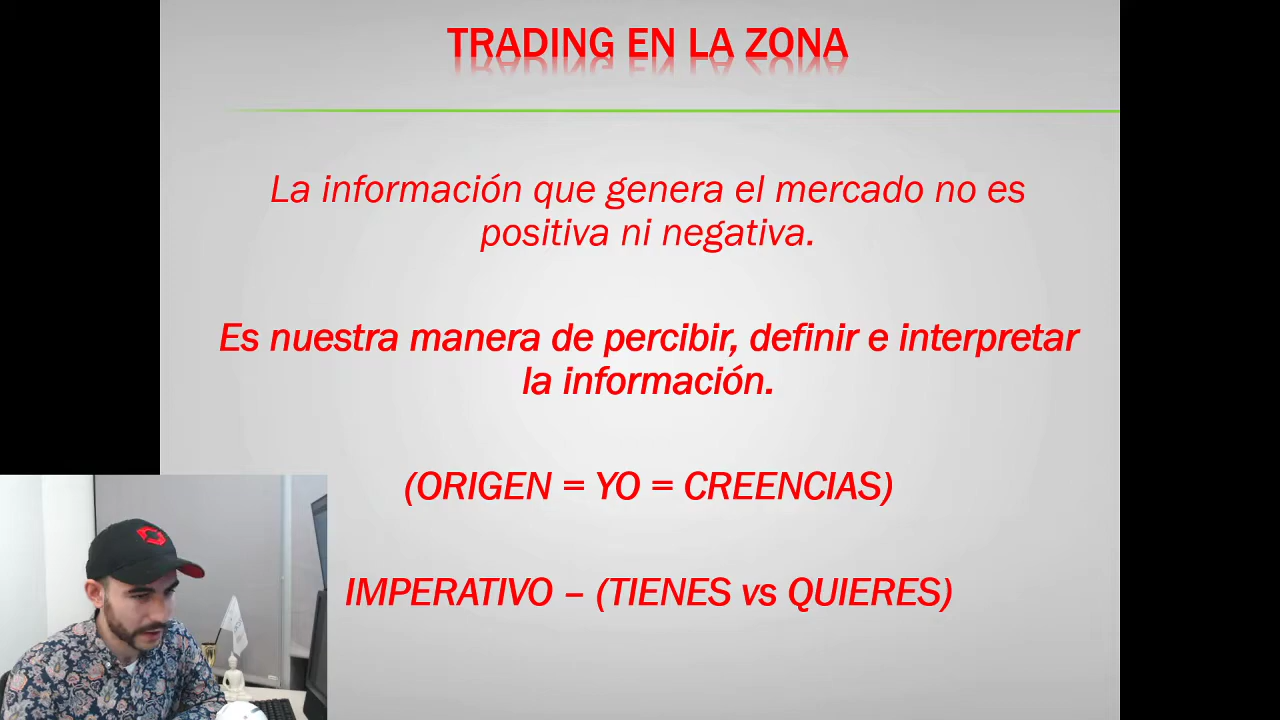 TRADING EN LA ZONA
La información que genera el mercado no es
positiva ni negativa.
Es nuestra manera de percibir, definir e interpretar
la información.
(ORIGEN = YO = CREENCIAS)
IMPERATIVO – (TIENES vs QUIERES)